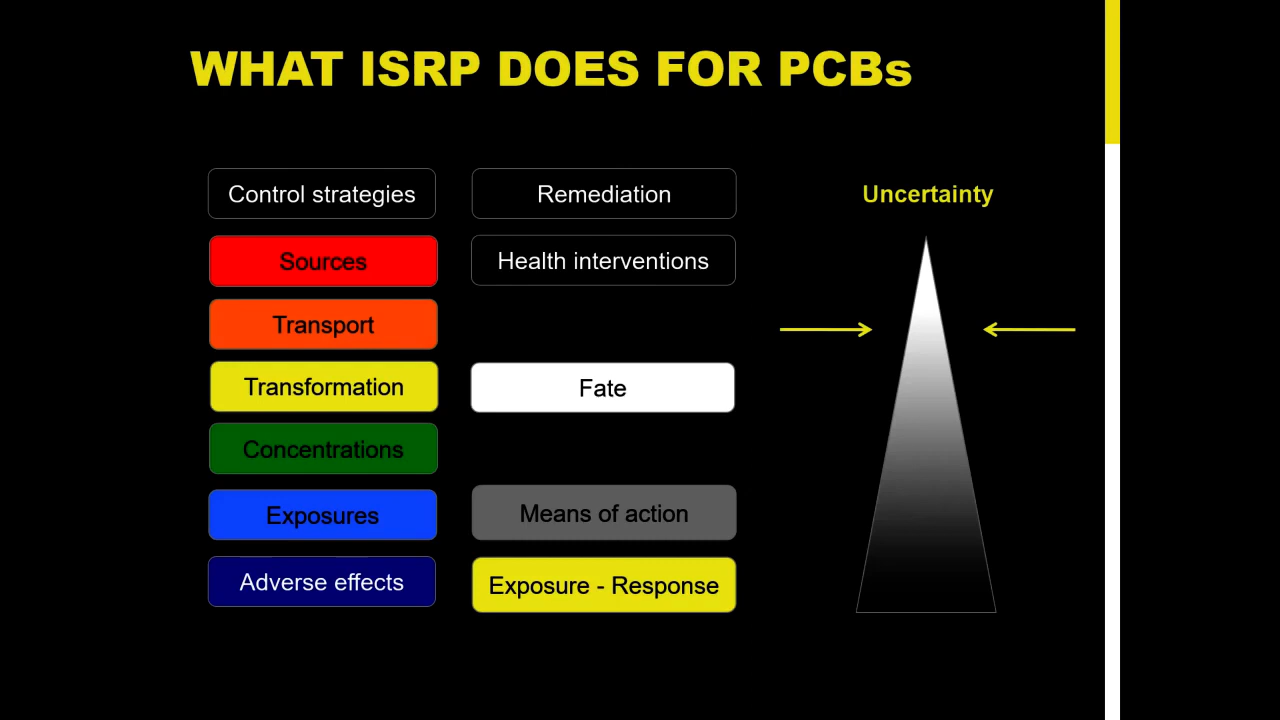 WHAT ISRP DOES FOR PCBs
Control strategies
Remediation
Uncertainty
Sources
Health interventions
Transport
Transformation
Fate
Concentrations
Exposures
Means of action
Adverse effects
Exposure - Response